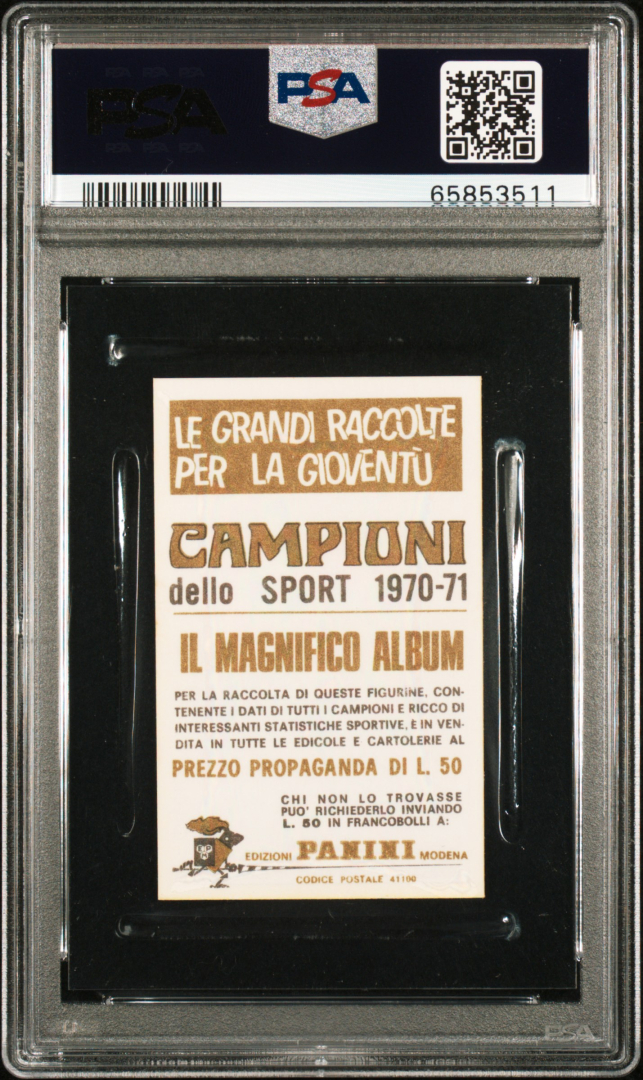 PSA
PSA
65853511
LE GRANDI RACCOLTE
PER LA GIOVENTÙ
CAMPIONI
dello SPORT 1970-71
IL MAGNIFICO ALBUM
PER LA RACCOLTA DI QUESTE FIGURINE, CON-
TENENTE I DATI DI TUTTI I CAMPIONI E RICCO DI
INTERESSANTI STATISTICHE SPORTIVE, È IN VEN-
DITA IN TUTTE LE EDICOLE E CARTOLERIE AL
PREZZO PROPAGANDA DI L. 50
CHI NON LO TROVASSE
PUO' RICHIEDERLO INVIANDO
L. 50 IN FRANCOBOLLI A:
EDIZIONI PANINI MODENA
CODICE POSTALE 41100
PSA